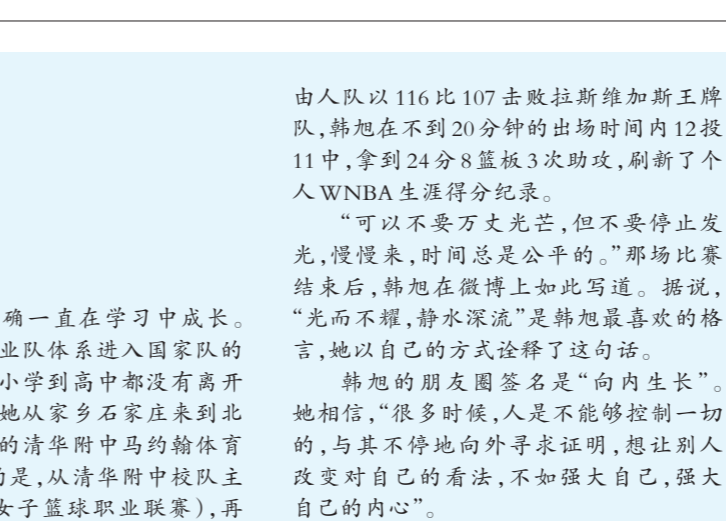 确一直在学习中成长。
业队体系进入国家队的
小学到高中都没有离开
她从家乡石家庄来到北
的清华附中马约翰体育
是,从清华附中校队主
女子篮球职业联赛),再
由人队以116比107击败拉斯维加斯王牌
队,韩旭在不到20分钟的出场时间内12投
11中,拿到24分8篮板3次助攻,刷新了个
人WNBA生涯得分纪录。
“可以不要万丈光芒,但不要停止发
光,慢慢来,时间总是公平的。”那场比赛
结束后,韩旭在微博上如此写道。据说,
“光而不耀,静水深流”是韩旭最喜欢的格
言,她以自己的方式诠释了这句话。
韩旭的朋友圈签名是“向内生长”。
她相信,“很多时候,人是不能够控制一切
的,与其不停地向外寻求证明,想让别人
改变对自己的看法,不如强大自己,强大
自己的内心”。